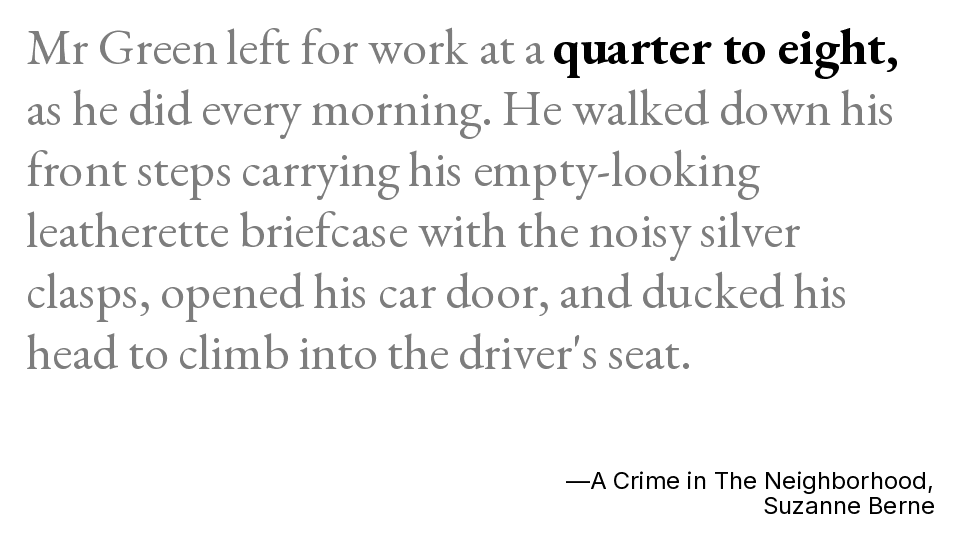 Mr Green left for work at a quarter to eight,
as he did every morning. He walked down his
front steps carrying his empty-looking
leatherette briefcase with the noisy silver
clasps, opened his car door, and ducked his
head to climb into the driver's seat.
—A Crime in The Neighborhood,
Suzanne Berne